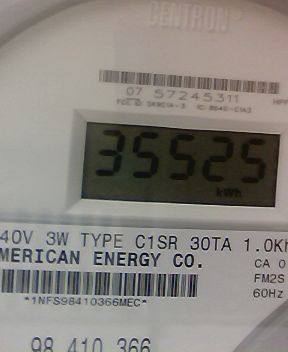 CENTRON
07 57245311
35525
kWh
40V 3W TYPE C1SR 30TA 1.0Kh
MERICAN ENERGY CO.
CA 0
FM2S
60Hz
*1NFS98410366MEC*
98 410 366